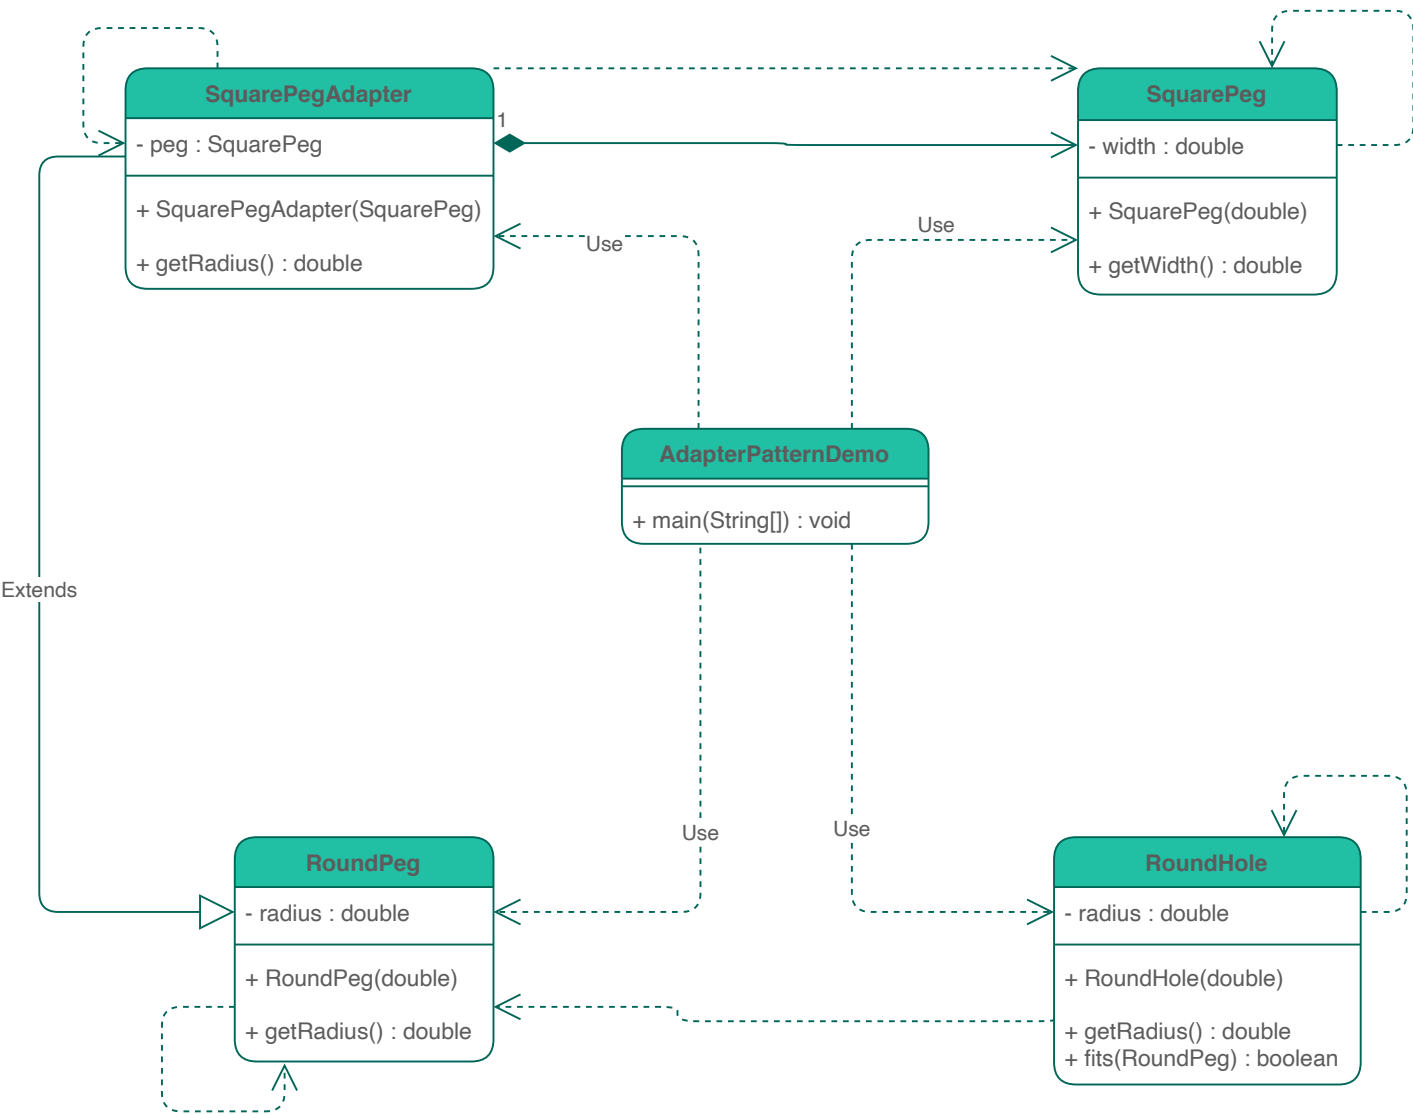 SquarePegAdapter
- peg : SquarePeg
+ SquarePegAdapter(SquarePeg)
+ getRadius() : double
1
SquarePeg
- width : double
+ SquarePeg(double)
+ getWidth() : double
Use
Use
AdapterPatternDemo
+ main(String[]) : void
Extends
Use
Use
RoundPeg
- radius : double
+ RoundPeg(double)
+ getRadius() : double
RoundHole
- radius : double
+ RoundHole(double)
+ getRadius() : double
+ fits(RoundPeg) : boolean